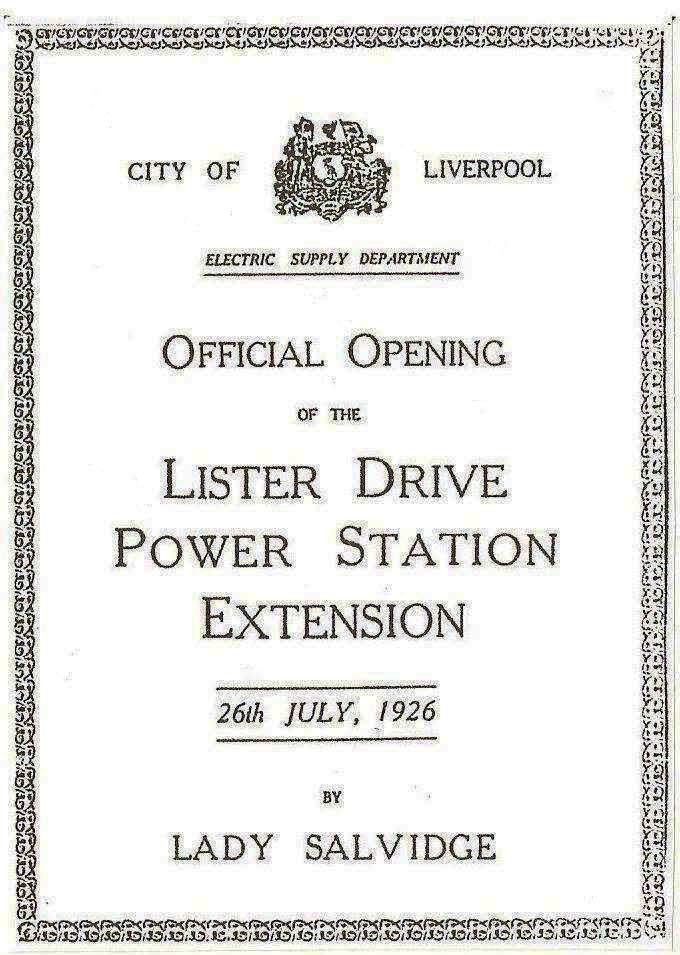 CITY OF LIVERPOOL
ELECTRIC SUPPLY DEPARTMENT
OFFICIAL OPENING
OF THE
LISTER DRIVE
POWER STATION
EXTENSION
26th JULY, 1926
BY
LADY SALVIDGE